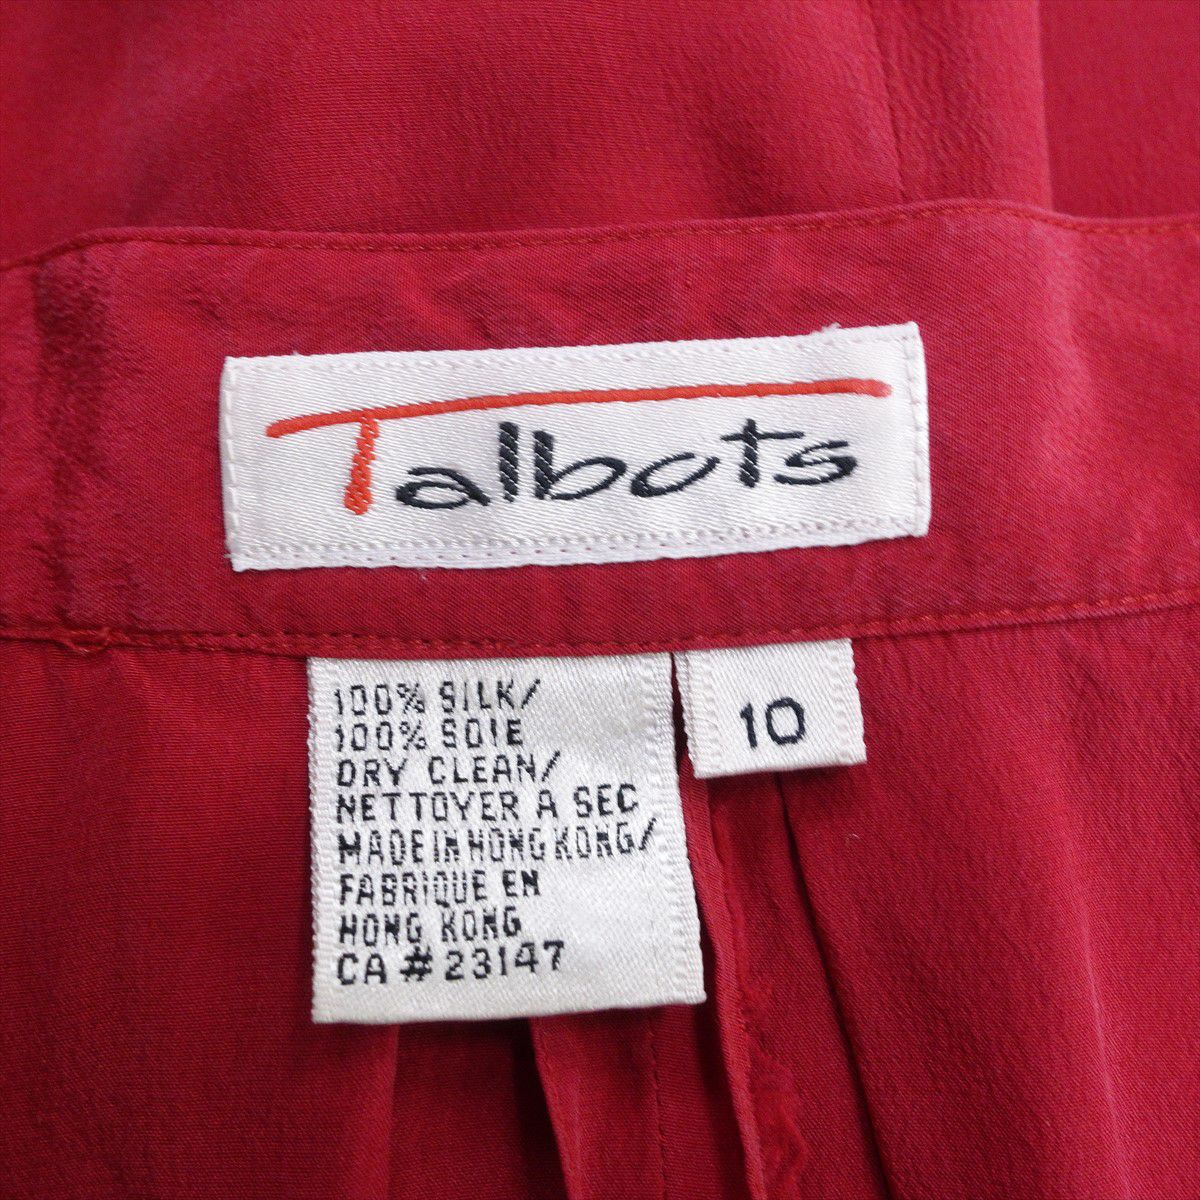 Talbots
100% SILK/
100% SOIE
DRY CLEAN/
NETTOYER A SEC
MADE IN HONG KONG/
FABRIQUE EN
HONG KONG
CA # 23147
10